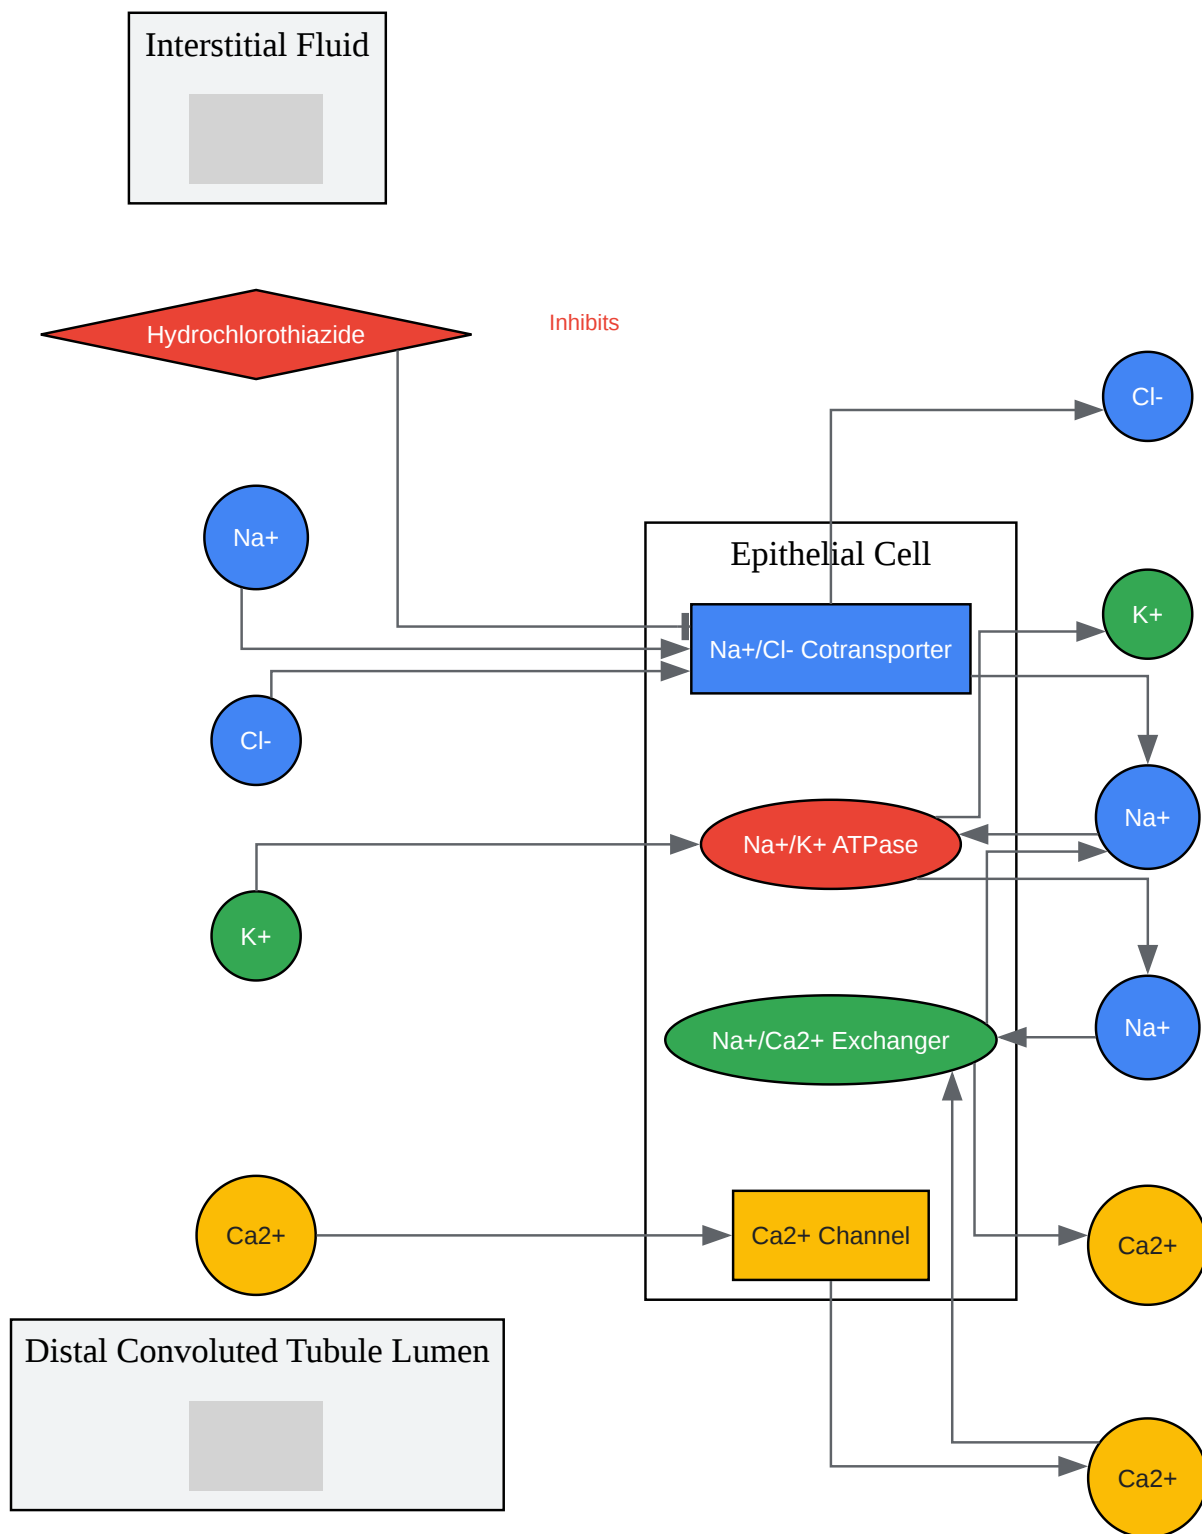 Interstitial Fluid
Hydrochlorothiazide
Inhibits
Cl-
Na+
Epithelial Cell
K+
Na+/Cl- Cotransporter
Cl-
Na+
Na+/K+ ATPase
K+
Na+
Na+/Ca2+ Exchanger
Ca2+
Ca2+ Channel
Ca2+
Distal Convoluted Tubule Lumen
Ca2+